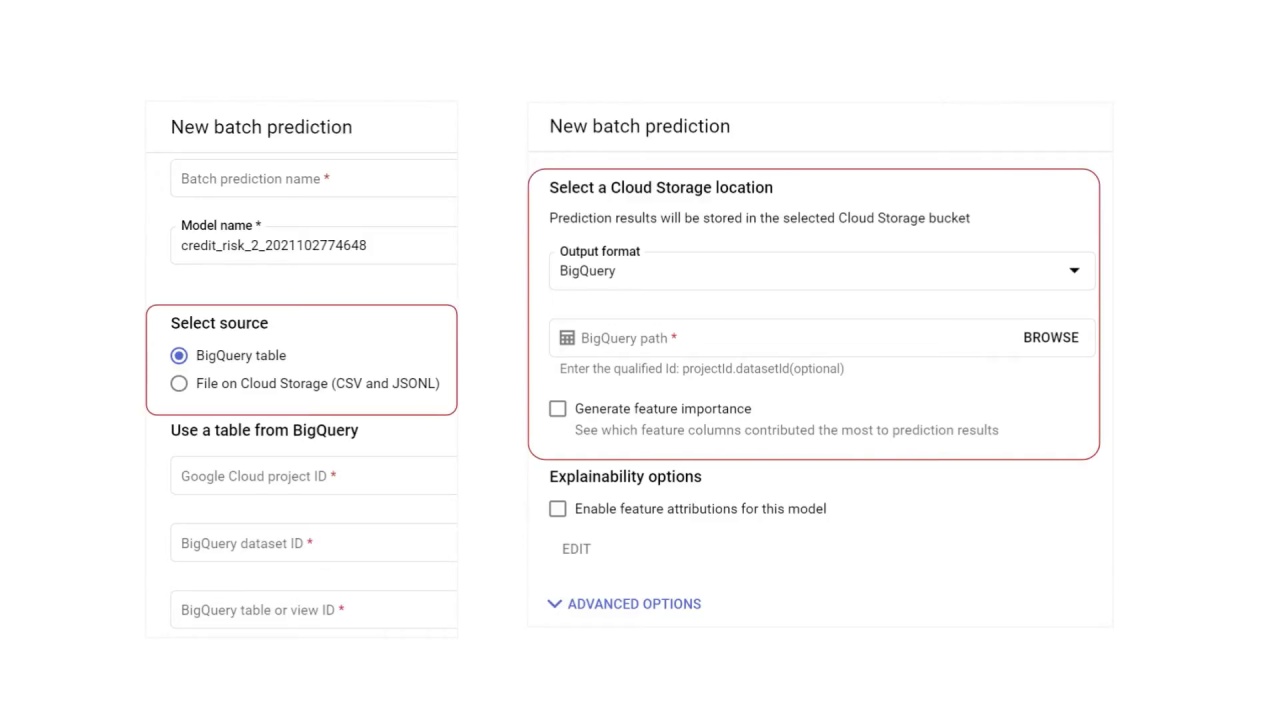 New batch prediction
Batch prediction name *
Model name *
credit_risk_2_2021102774648
Select source
BigQuery table
File on Cloud Storage (CSV and JSONL)
Use a table from BigQuery
Google Cloud project ID *
BigQuery dataset ID *
BigQuery table or view ID *
New batch prediction
Select a Cloud Storage location
Prediction results will be stored in the selected Cloud Storage bucket
Output format
BigQuery
BigQuery path * BROWSE
Enter the qualified Id: projectId.datasetId(optional)
Generate feature importance
See which feature columns contributed the most to prediction results
Explainability options
Enable feature attributions for this model
EDIT
ADVANCED OPTIONS